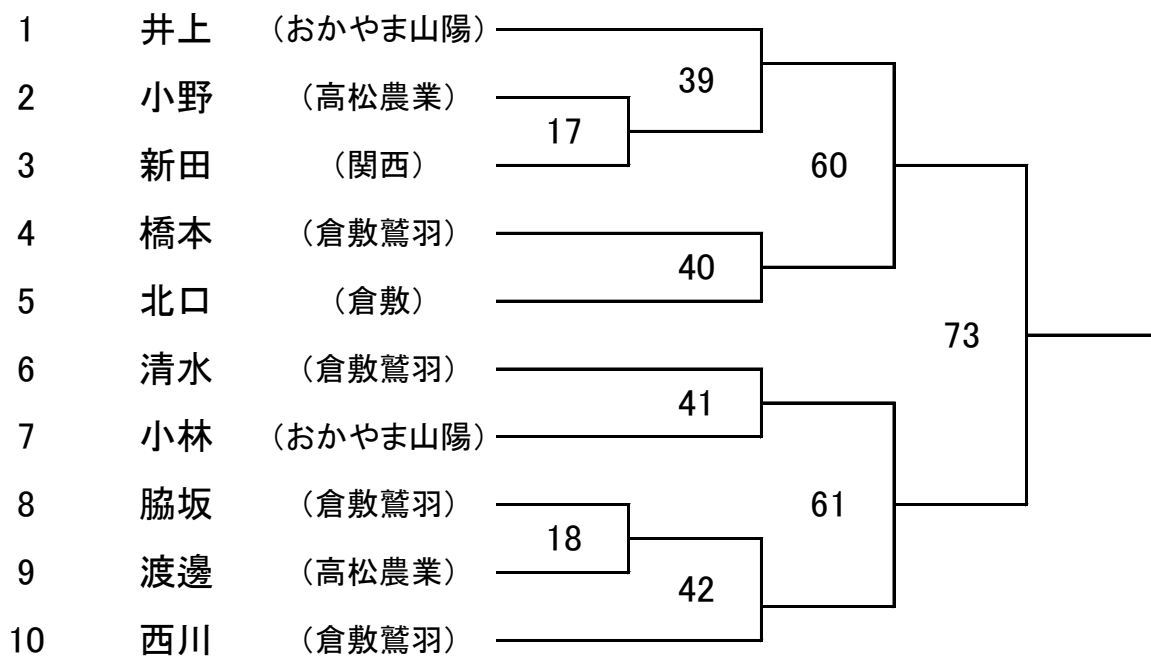 1 井上 （おかやま山陽）
39
2 小野 （高松農業）
17
3 新田 （関西）
60
4 橋本 （倉敷鷲羽）
40
5 北口 （倉敷）
73
6 清水 （倉敷鷲羽）
41
7 小林 （おかやま山陽）
8 脇坂 （倉敷鷲羽）
61
18
9 渡邊 （高松農業）
42
10 西川 （倉敷鷲羽）